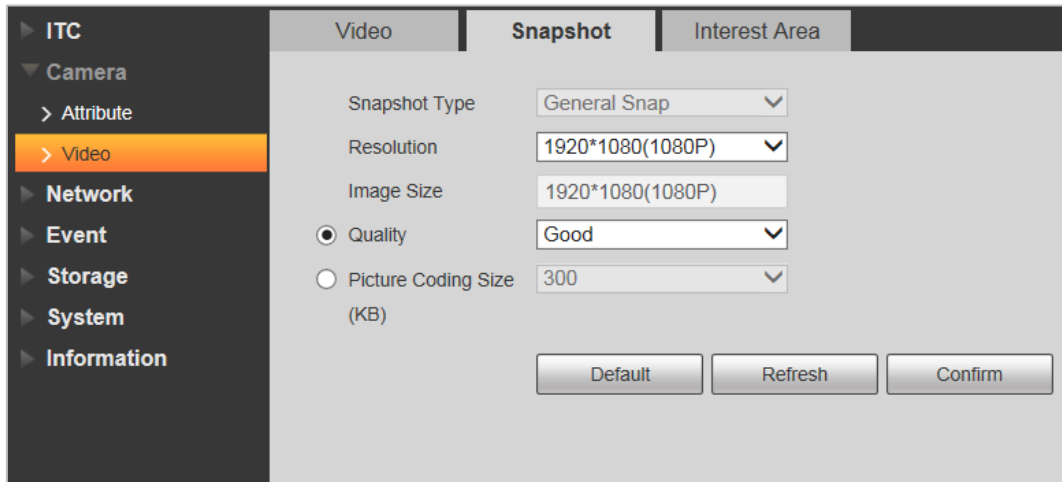 ITC
Camera
Attribute
Video
Network
Event
Storage
System
Information
Video Snapshot Interest Area
Snapshot Type General Snap
Resolution 1920*1080(1080P)
Image Size 1920*1080(1080P)
Quality Good
Picture Coding Size 300
(KB)
Default Refresh Confirm